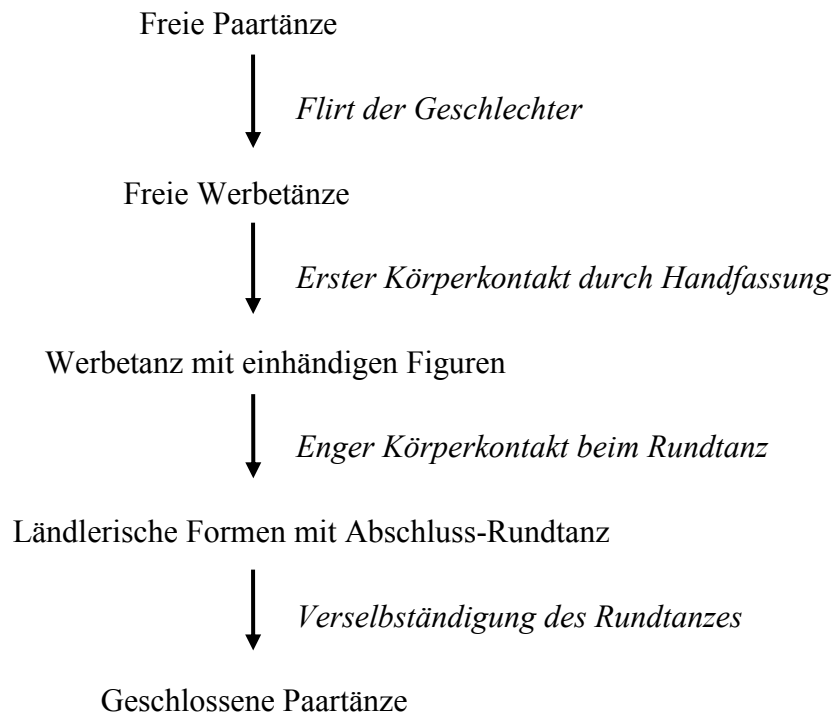 Freie Paartänze
Flirt der Geschlechter
Freie Werbetänze
Erster Körperkontakt durch Handfassung
Werbetanz mit einhändigen Figuren
Enger Körperkontakt beim Rundtanz
Ländlerische Formen mit Abschluss-Rundtanz
Verselbständigung des Rundtanzes
Geschlossene Paartänze